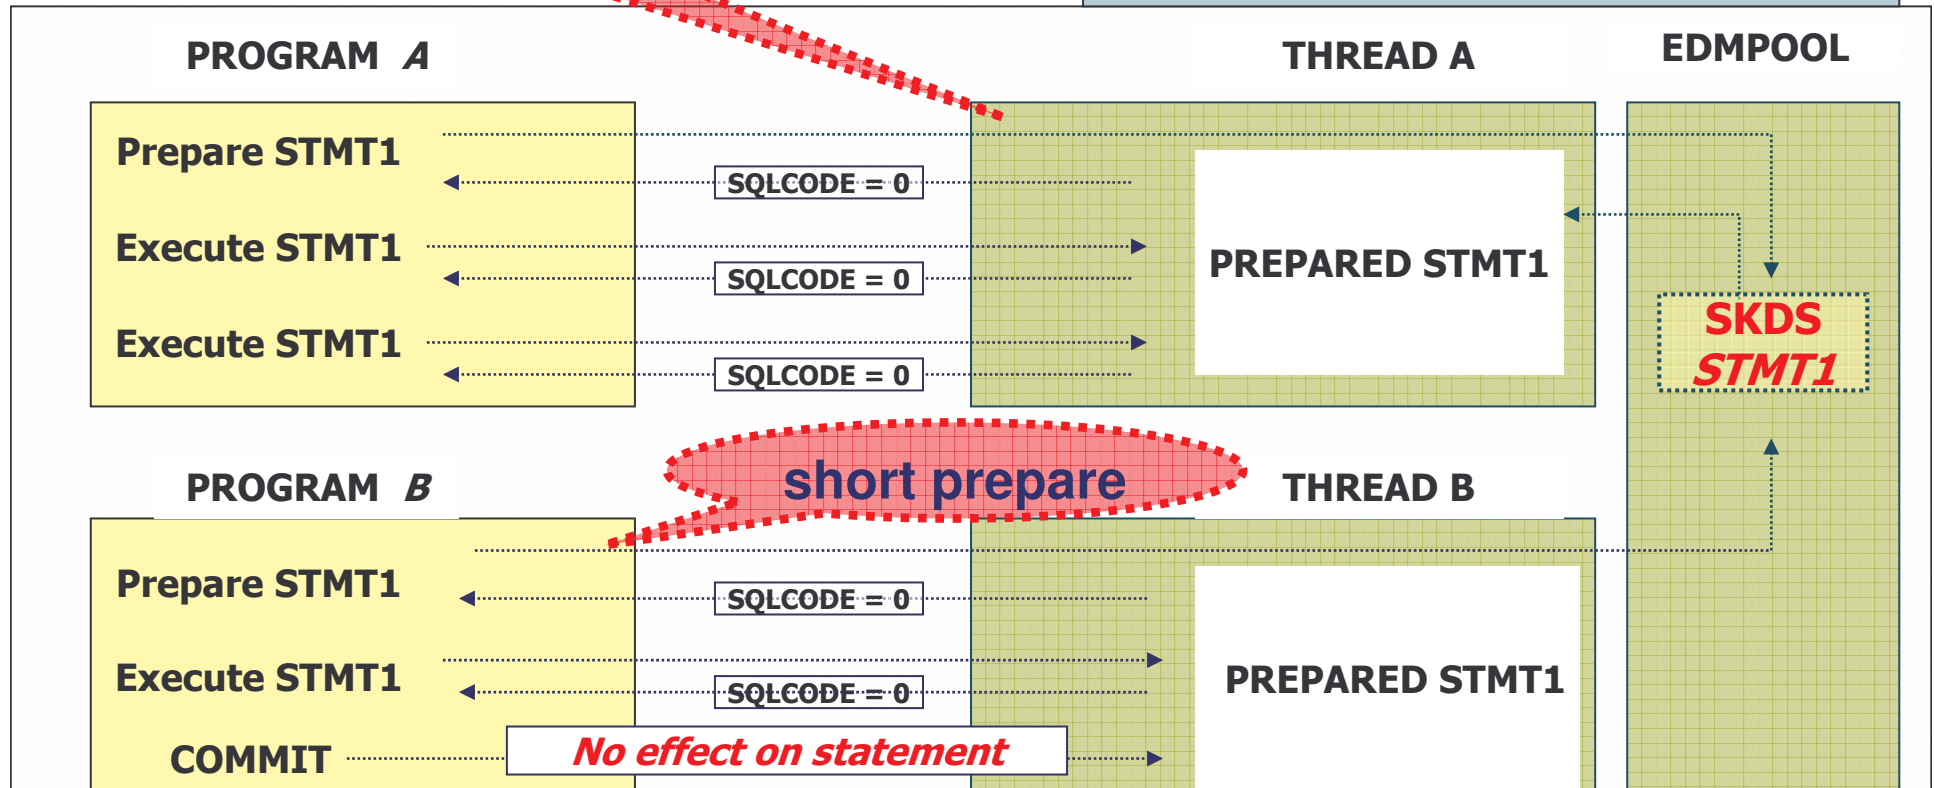 PROGRAM A
THREAD A
EDMPOOL
Prepare STMT1
SQLCODE = 0
Execute STMT1
SQLCODE = 0
Execute STMT1
SQLCODE = 0
PREPARED STMT1
SKDS
STMT1
short prepare
PROGRAM B
THREAD B
Prepare STMT1
SQLCODE = 0
Execute STMT1
SQLCODE = 0
COMMIT
No effect on statement
PREPARED STMT1